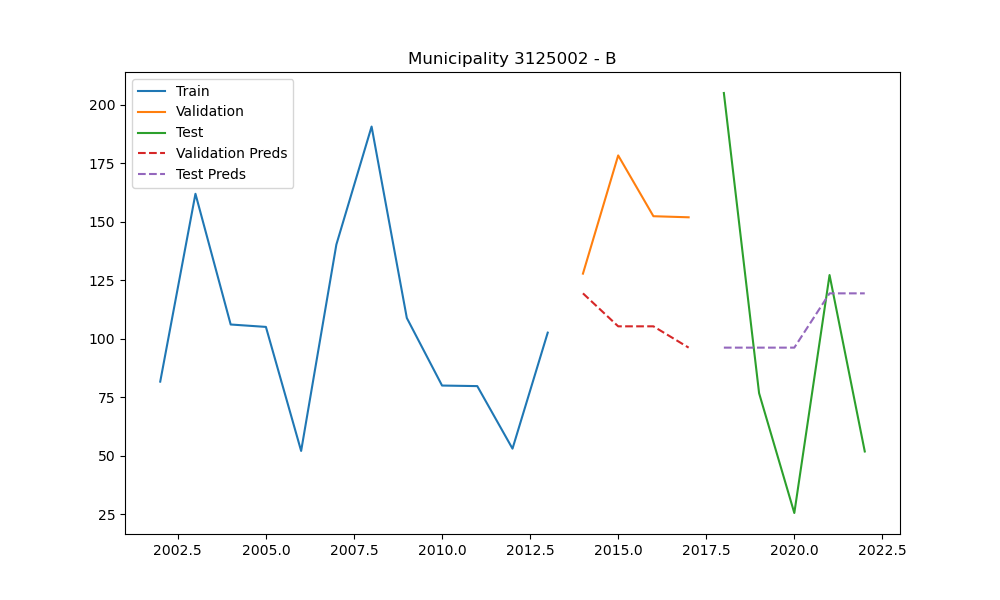 Municipality 3125002 - B
Train
Validation
Test
Validation Preds
Test Preds
200
175
150
125
100
75
50
25
2002.5 2005.0 2007.5 2010.0 2012.5 2015.0 2017.5 2020.0 2022.5